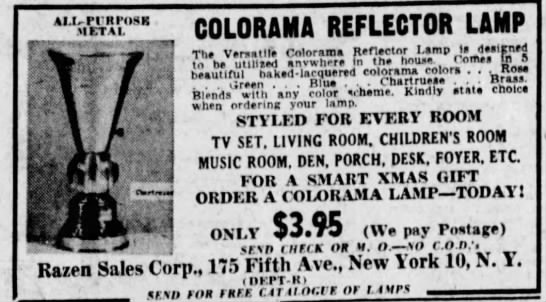 ALL-PURPOSE
METAL
Chartreuse
COLORAMA REFLECTOR LAMP
The Versatile Colorama Reflector Lamp is designed
to be utilized anywhere in the house. Comes in 5
beautiful baked-lacquered colorama colors . . . Rose
. . . Green . . . Blue . . . Chartruese . . . Brass.
Blends with any color scheme. Kindly state choice
when ordering your lamp.
STYLED FOR EVERY ROOM
TV SET, LIVING ROOM, CHILDREN'S ROOM
MUSIC ROOM, DEN, PORCH, DESK, FOYER, ETC.
FOR A SMART XMAS GIFT
ORDER A COLORAMA LAMP—TODAY!
ONLY $3.95 (We pay Postage)
SEND CHECK OR M. O.—NO C.O.D.'s
Razen Sales Corp., 175 Fifth Ave., New York 10, N. Y.
(DEPT-R)
SEND FOR FREE CATALOGUE OF LAMPS